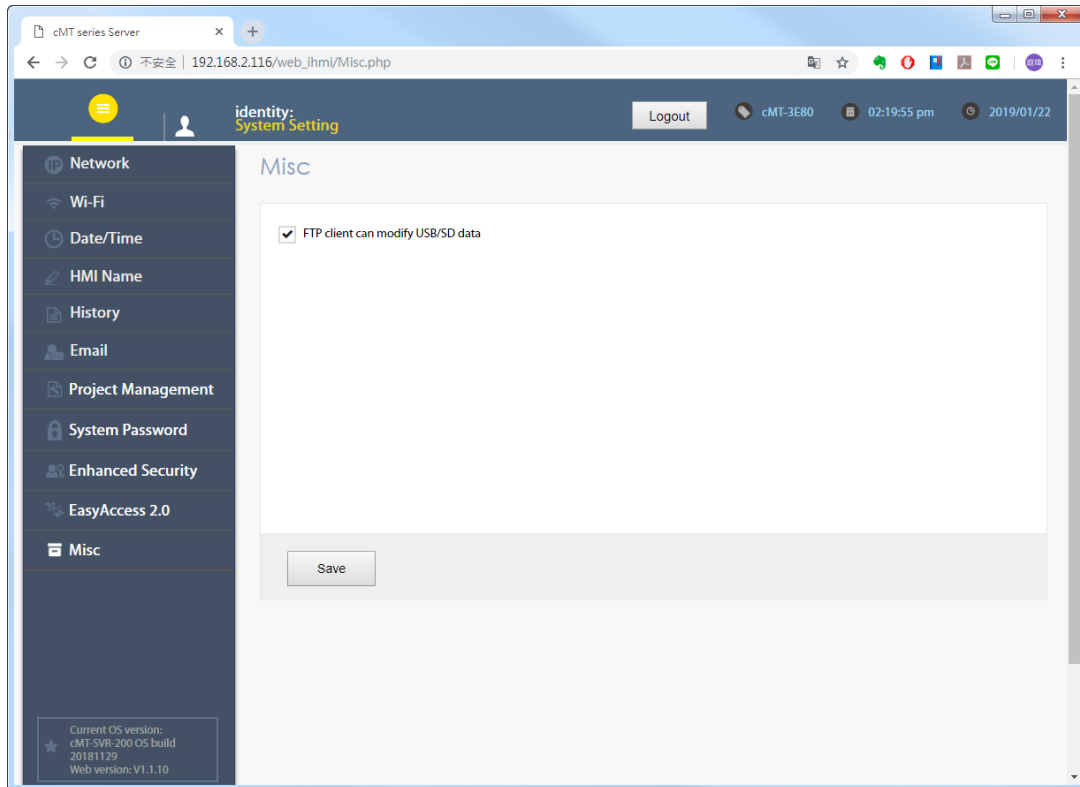 cMT series Server
不安全 | 192.168.2.116/web_ihmi/Misc.php
identity:
System Setting
Logout
cMT-3E80
02:19:55 pm
2019/01/22
Network
Wi-Fi
Date/Time
HMI Name
History
Email
Project Management
System Password
Enhanced Security
EasyAccess 2.0
Misc
Misc
FTP client can modify USB/SD data
Save
Current OS version:
cMT-SVR-200 OS build
20181129
Web version: V1.1.10